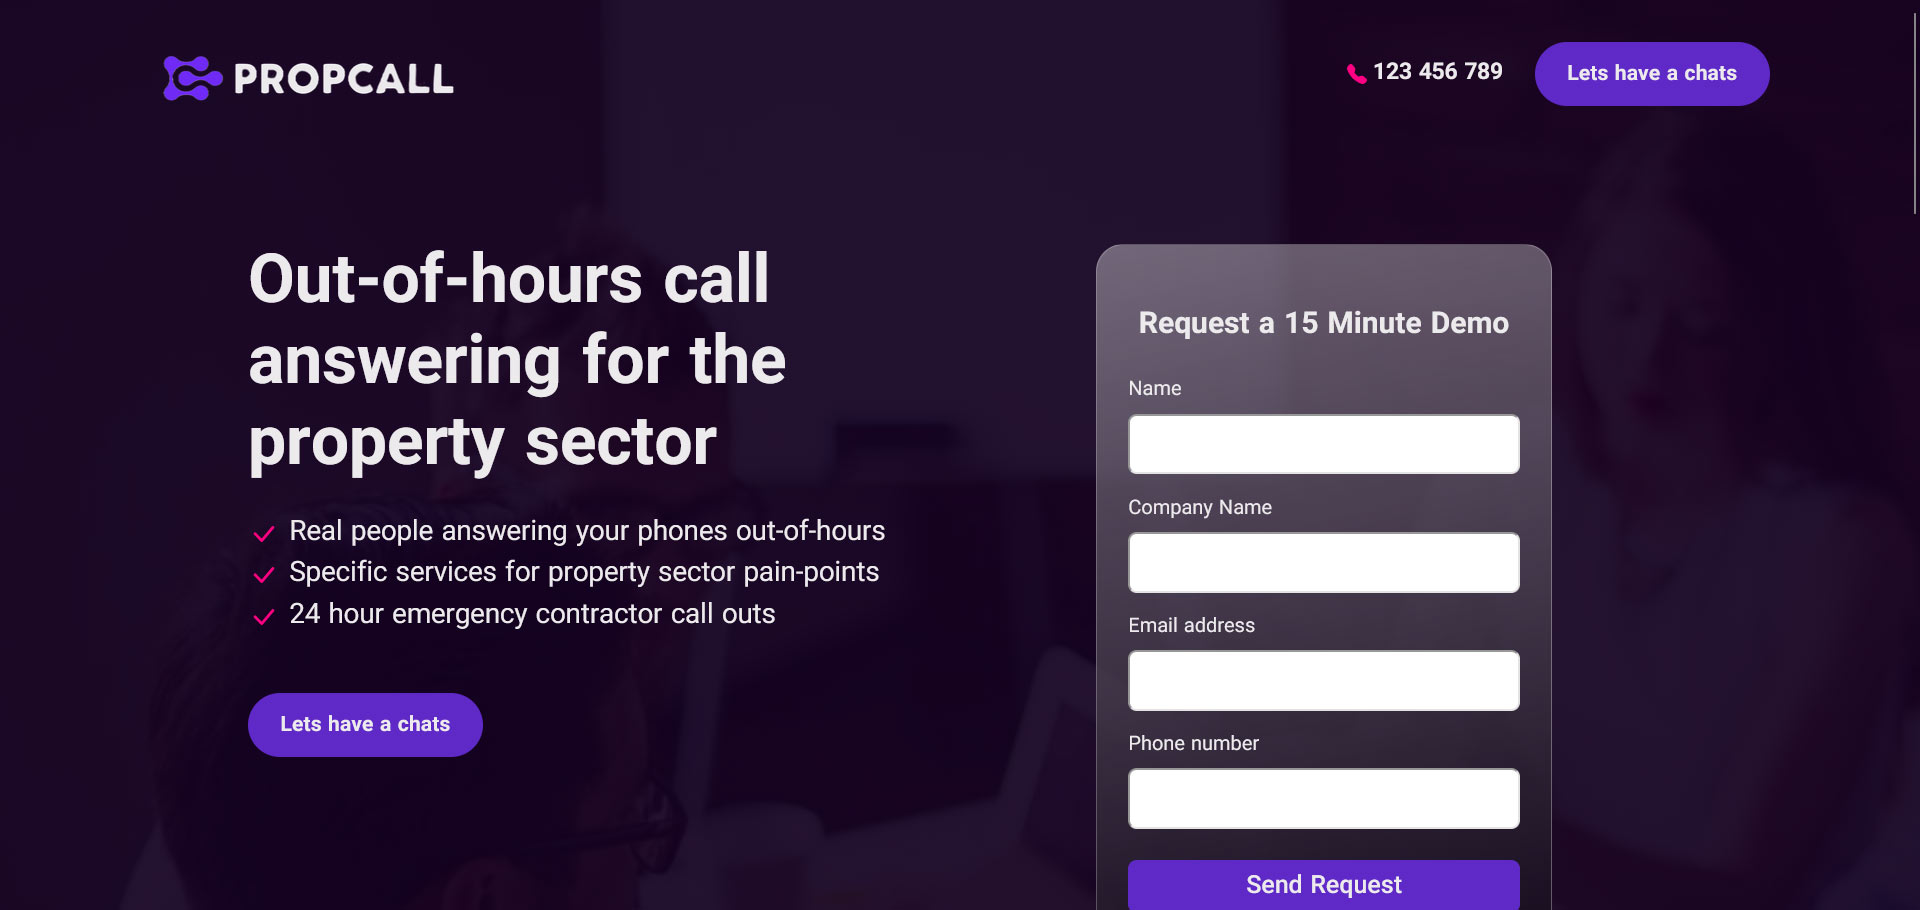 PROPCALL
123 456 789
Lets have a chats
Out-of-hours call
answering for the
property sector
Real people answering your phones out-of-hours
Specific services for property sector pain-points
24 hour emergency contractor call outs
Lets have a chats
Request a 15 Minute Demo
Name
Company Name
Email address
Phone number
Send Request